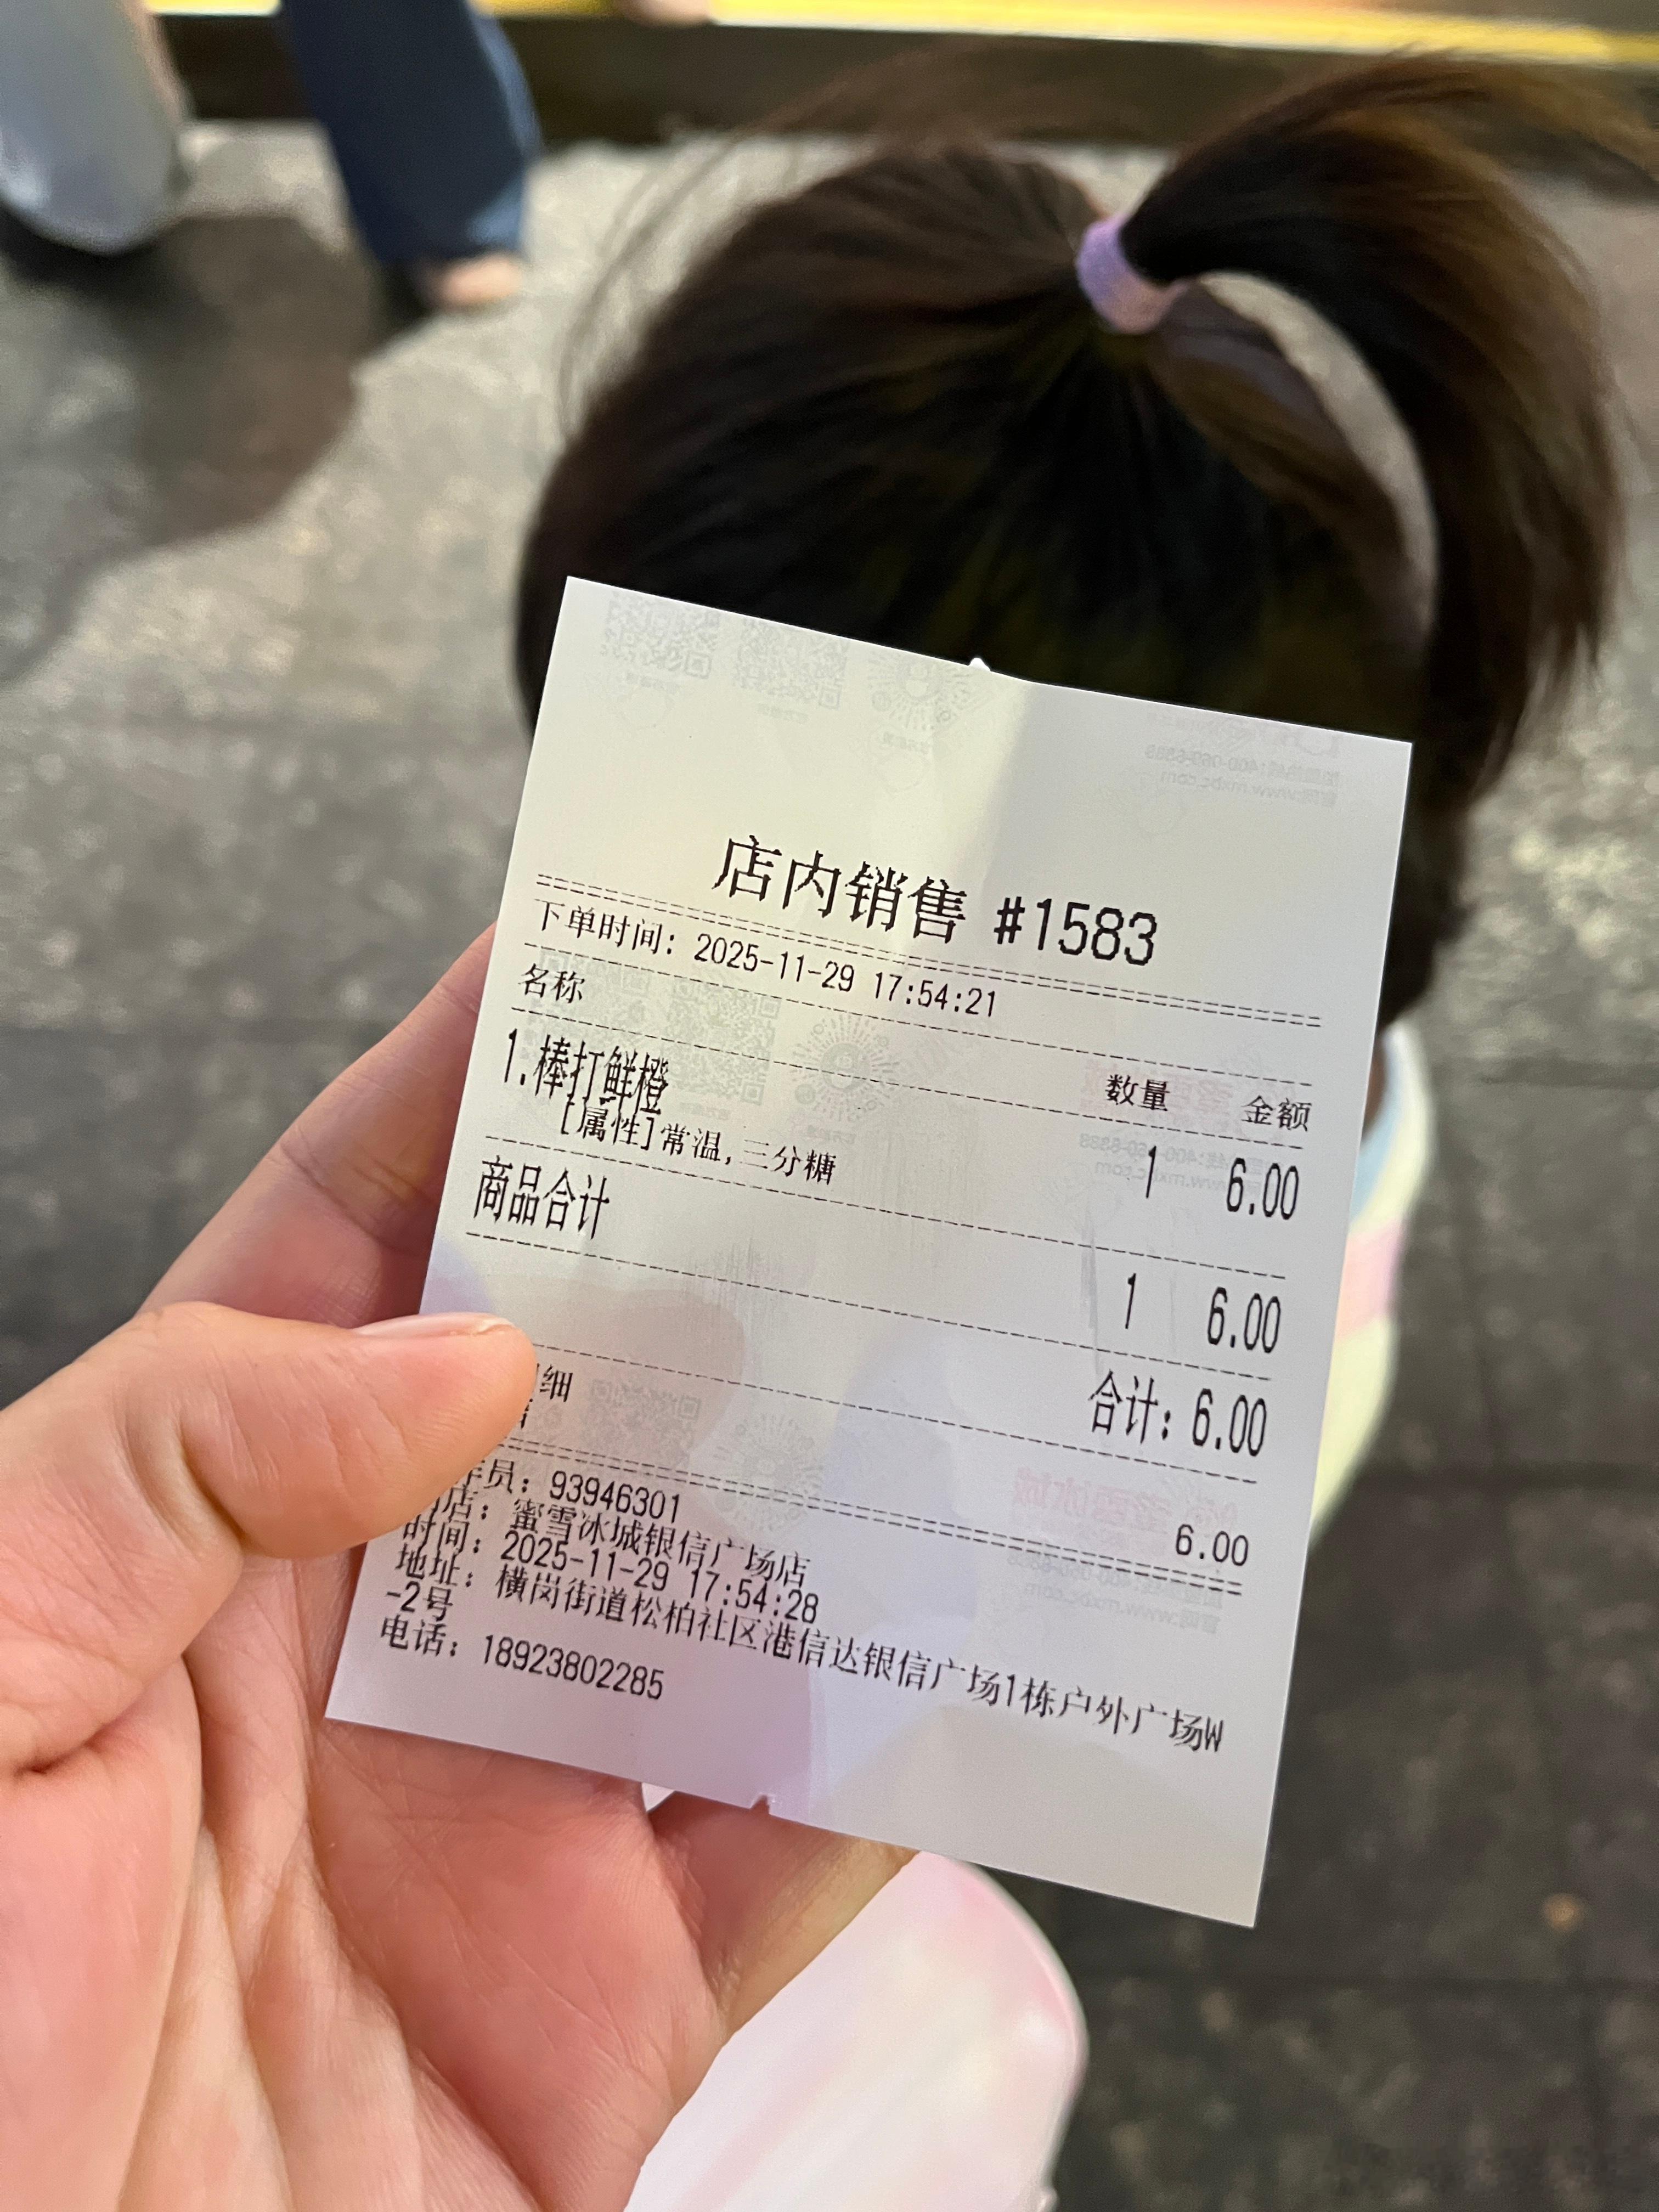 店内销售 #1583
下单时间: 2025-11-29 17:54:21
名称 数量 金额
1.棒打鲜橙 1 6.00
[属性]常温,三分糖
商品合计 1 6.00
合计: 6.00
细
6.00
员: 93946301
店: 蜜雪冰城银信广场店
时间: 2025-11-29 17:54:28
地址: 横岗街道松柏社区港信达银信广场1栋户外广场W
-2号
电话: 18923802285